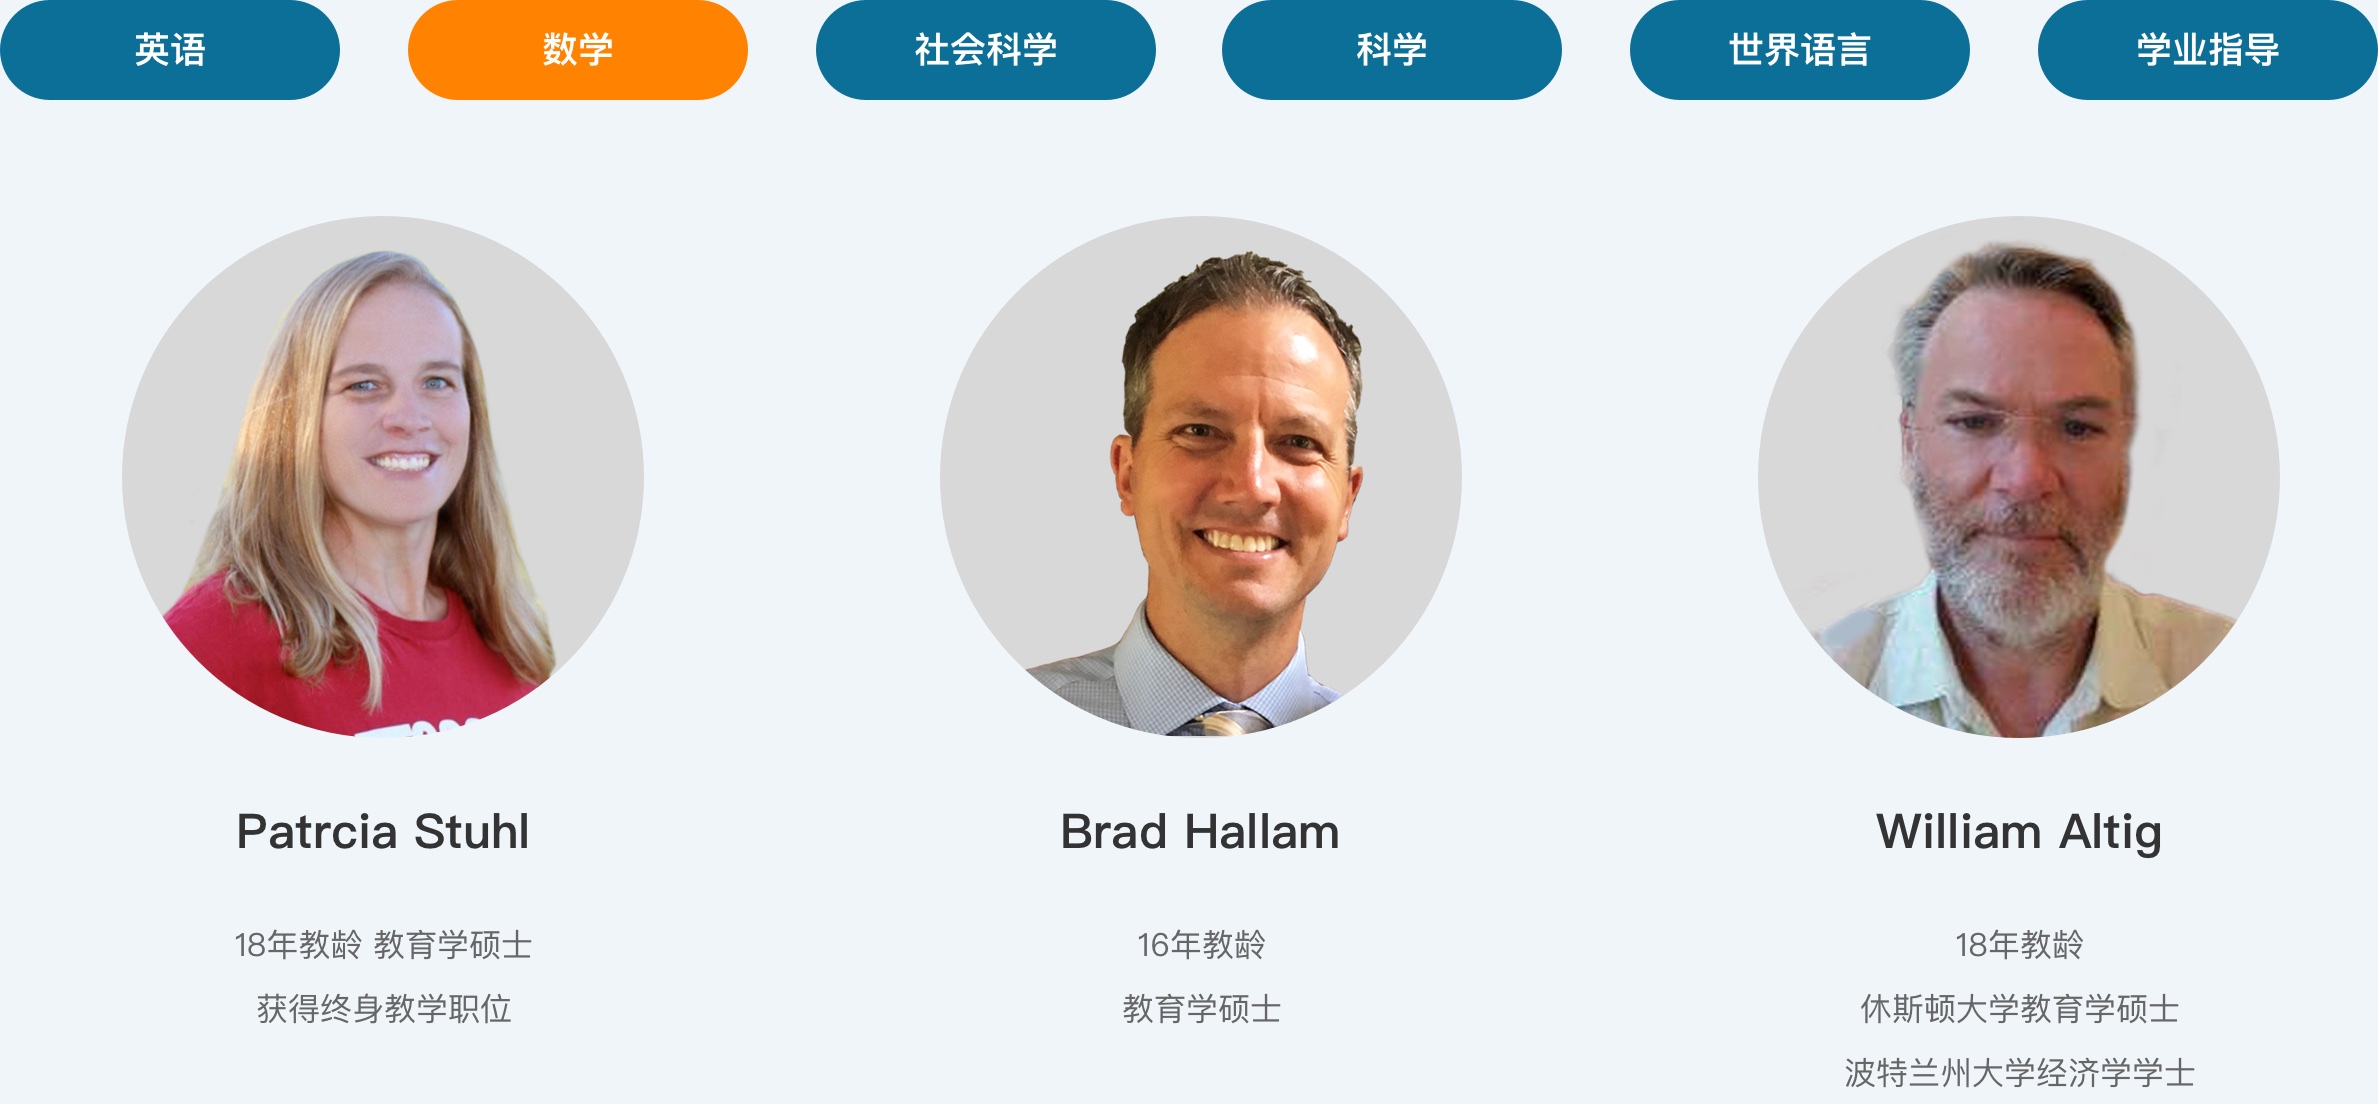 英语
数学
社会科学
科学
世界语言
学业指导
Patrcia Stuhl
Brad Hallam
William Altig
18年教龄 教育学硕士
获得终身教学职位
16年教龄
教育学硕士
18年教龄
休斯顿大学教育学硕士
波特兰州大学经济学学士